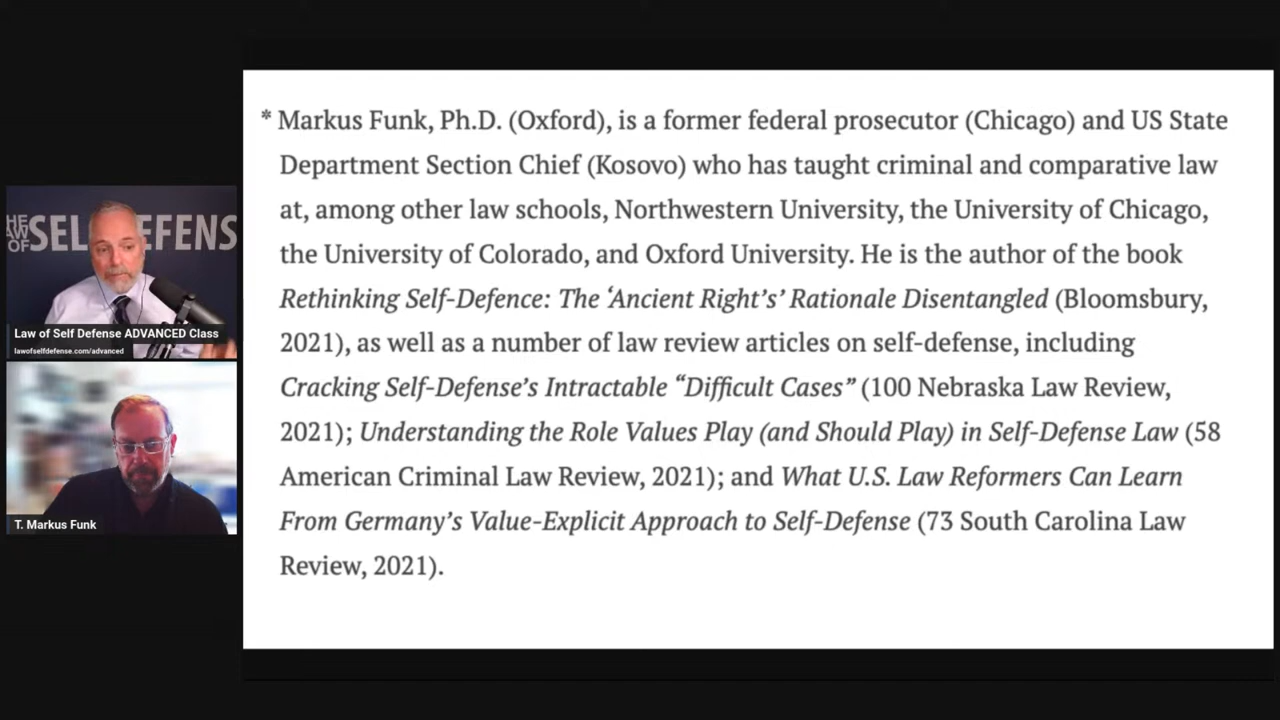 THE
LAW
OF SELF DEFENS
Law of Self Defense ADVANCED Class
lawofselfdefense.com/advanced
T. Markus Funk
* Markus Funk, Ph.D. (Oxford), is a former federal prosecutor (Chicago) and US State
Department Section Chief (Kosovo) who has taught criminal and comparative law
at, among other law schools, Northwestern University, the University of Chicago,
the University of Colorado, and Oxford University. He is the author of the book
Rethinking Self-Defence: The ‘Ancient Right’s’ Rationale Disentangled (Bloomsbury,
2021), as well as a number of law review articles on self-defense, including
Cracking Self-Defense’s Intractable “Difficult Cases” (100 Nebraska Law Review,
2021); Understanding the Role Values Play (and Should Play) in Self-Defense Law (58
American Criminal Law Review, 2021); and What U.S. Law Reformers Can Learn
From Germany’s Value-Explicit Approach to Self-Defense (73 South Carolina Law
Review, 2021).